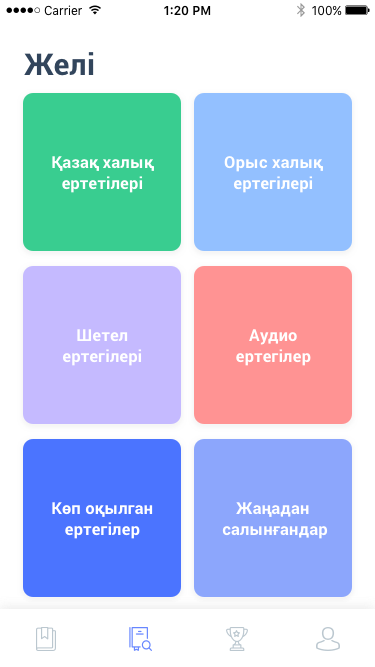 Carrier 1:20 PM 100%
Желі
Қазақ халық
ертетілері
Орыс халық
ертегілері
Шетел
ертегілері
Аудио
ертегілер
Көп оқылған
ертегілер
Жаңадан
салынғандар